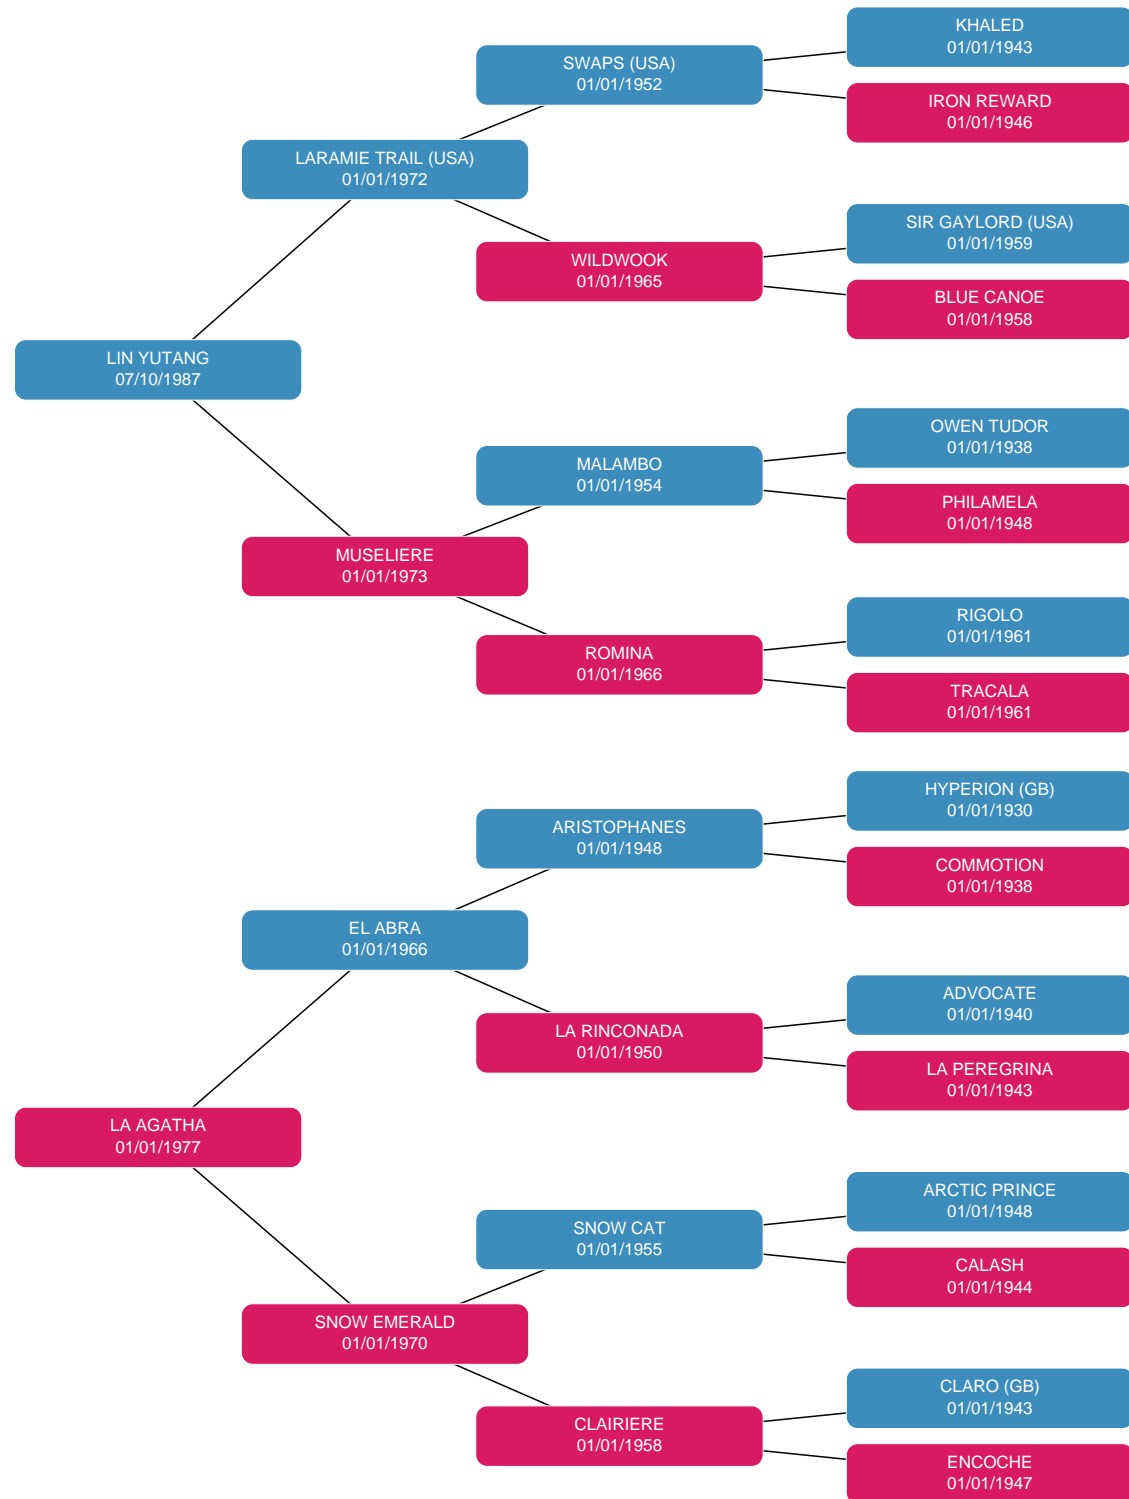 KHALED
01/01/1943
SWAPS (USA)
01/01/1952
IRON REWARD
01/01/1946
LARAMIE TRAIL (USA)
01/01/1972
SIR GAYLORD (USA)
01/01/1959
WILDWOOK
01/01/1965
BLUE CANOE
01/01/1958
LIN YUTANG
07/10/1987
OWEN TUDOR
01/01/1938
MALAMBO
01/01/1954
PHILAMELA
01/01/1948
MUSELIERE
01/01/1973
RIGOLO
01/01/1961
ROMINA
01/01/1966
TRACALA
01/01/1961
HYPERION (GB)
01/01/1930
ARISTOPHANES
01/01/1948
COMMOTION
01/01/1938
EL ABRA
01/01/1966
ADVOCATE
01/01/1940
LA RINCONADA
01/01/1950
LA PEREGRINA
01/01/1943
LA AGATHA
01/01/1977
ARCTIC PRINCE
01/01/1948
SNOW CAT
01/01/1955
CALASH
01/01/1944
SNOW EMERALD
01/01/1970
CLARO (GB)
01/01/1943
CLAIRIERE
01/01/1958
ENCOCHE
01/01/1947